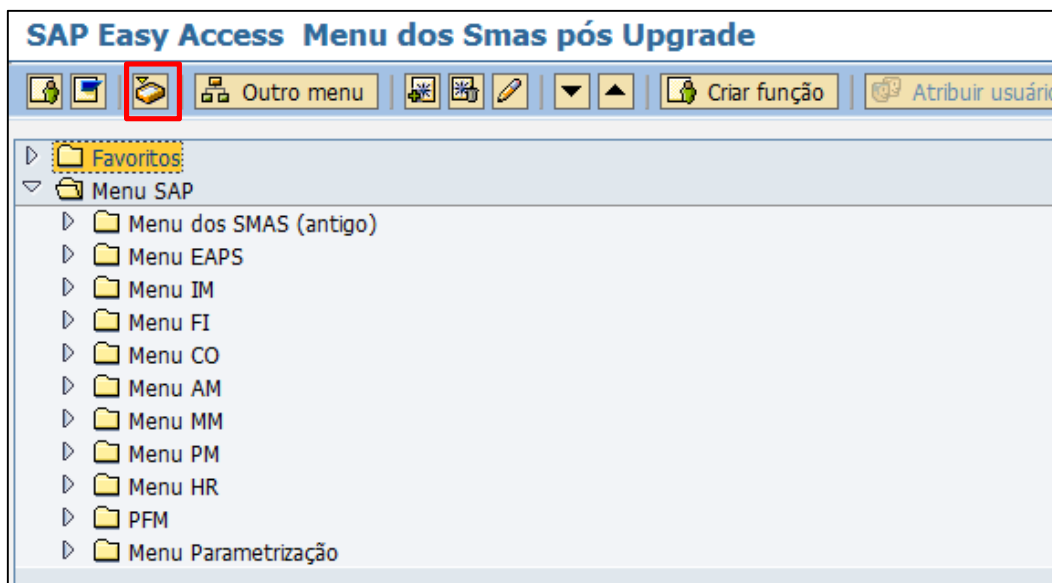 SAP Easy Access Menu dos Smas pós Upgrade
Outro menu Criar função Atribuir usuário
Favoritos
Menu SAP
Menu dos SMAS (antigo)
Menu EAPS
Menu IM
Menu FI
Menu CO
Menu AM
Menu MM
Menu PM
Menu HR
PFM
Menu Parametrização